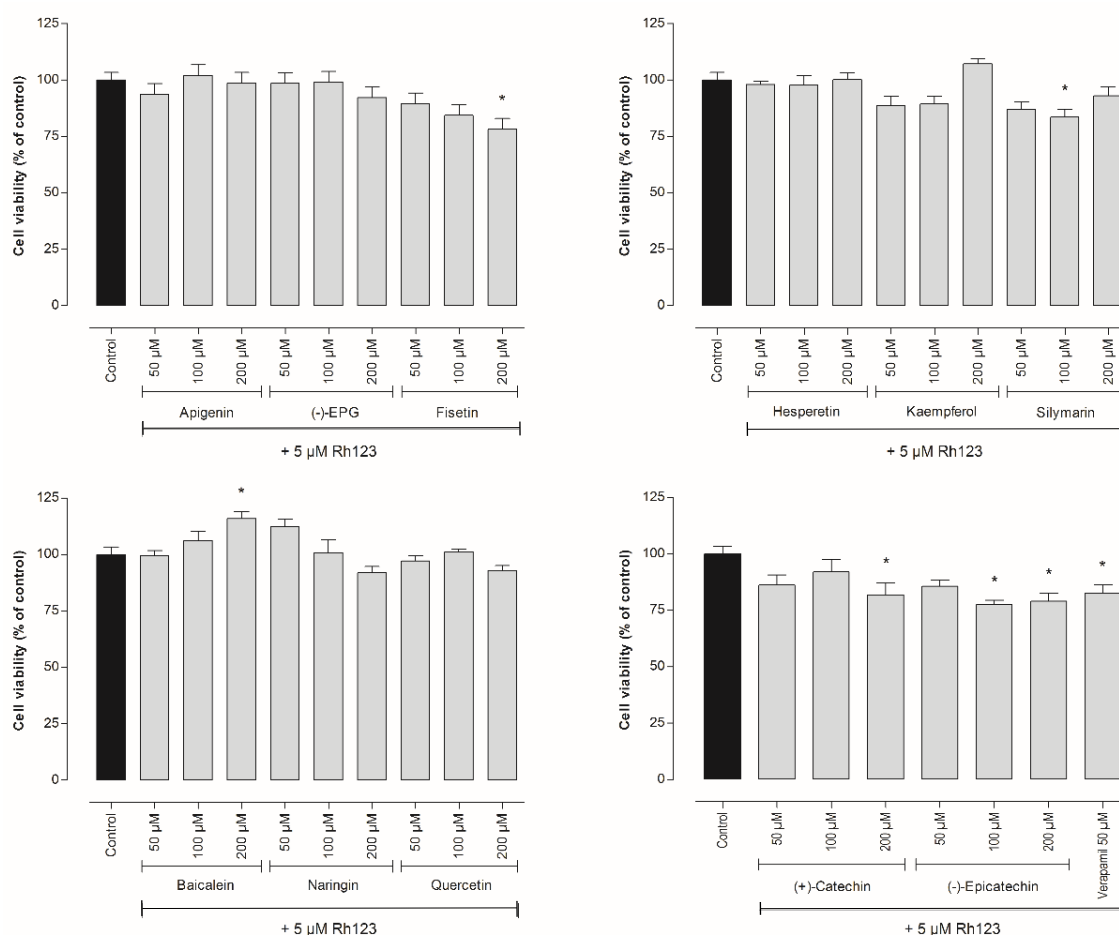 125
100
75
50
25
0
Cell viability (% of control)
*
Control
50 µM
100 µM
200 µM
50 µM
100 µM
200 µM
50 µM
100 µM
200 µM
Apigenin
(-)-EPG
Fisetin
+ 5 µM Rh123
125
100
75
50
25
0
Cell viability (% of control)
*
Control
50 µM
100 µM
200 µM
50 µM
100 µM
200 µM
50 µM
100 µM
200 µM
Hesperetin
Kaempferol
Silymarin
+ 5 µM Rh123
125
100
75
50
25
0
Cell viability (% of control)
*
Control
50 µM
100 µM
200 µM
50 µM
100 µM
200 µM
50 µM
100 µM
200 µM
Baicalein
Naringin
Quercetin
+ 5 µM Rh123
125
100
75
50
25
0
Cell viability (% of control)
*
*
*
*
Control
50 µM
100 µM
200 µM
50 µM
100 µM
200 µM
Verapamil 50 µM
(+)-Catechin
(-)-Epicatechin
+ 5 µM Rh123